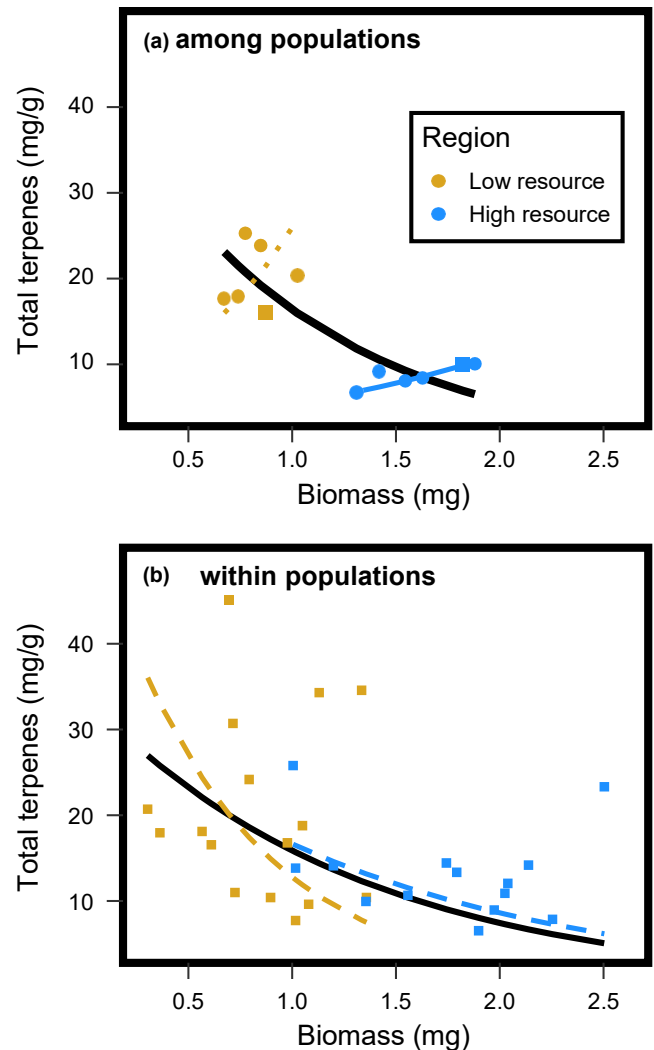 (a) among populations
Total terpenes (mg/g)
40
30
20
10
Region
Low resource
High resource
0.5 1.0 1.5 2.0 2.5
Biomass (mg)
(b) within populations
Total terpenes (mg/g)
40
30
20
10
0.5 1.0 1.5 2.0 2.5
Biomass (mg)